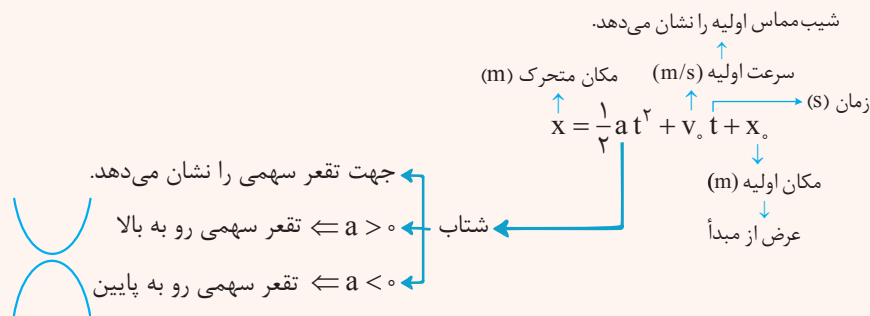 شیب مماس اولیه را نشان می‌دهد.
مکان متحرک (m) سرعت اولیه (m/s)
زمان (s)
x = ۱/۲ a t^۲ + v₀ t + x₀
مکان اولیه (m)
عرض از مبدأ
شتاب
جهت تقعر سهمی را نشان می‌دهد.
a > ۰ ⇐ تقعر سهمی رو به بالا
a < ۰ ⇐ تقعر سهمی رو به پایین